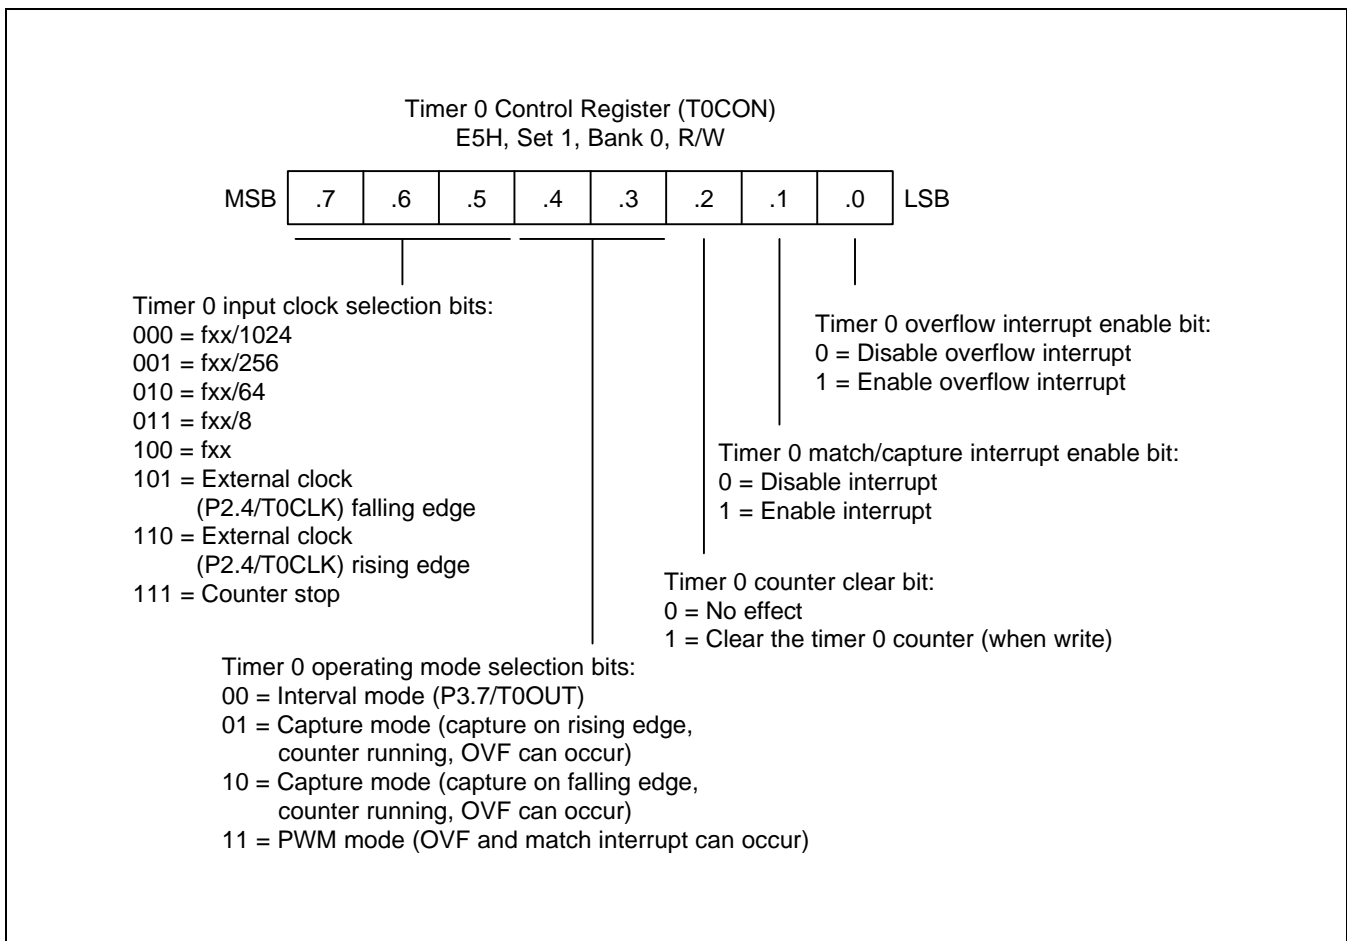 Timer 0 Control Register (T0CON)
E5H, Set 1, Bank 0, R/W
MSB .7 .6 .5 .4 .3 .2 .1 .0 LSB
Timer 0 input clock selection bits:
000 = fxx/1024
001 = fxx/256
010 = fxx/64
011 = fxx/8
100 = fxx
101 = External clock
(P2.4/T0CLK) falling edge
110 = External clock
(P2.4/T0CLK) rising edge
111 = Counter stop
Timer 0 overflow interrupt enable bit:
0 = Disable overflow interrupt
1 = Enable overflow interrupt
Timer 0 match/capture interrupt enable bit:
0 = Disable interrupt
1 = Enable interrupt
Timer 0 counter clear bit:
0 = No effect
1 = Clear the timer 0 counter (when write)
Timer 0 operating mode selection bits:
00 = Interval mode (P3.7/T0OUT)
01 = Capture mode (capture on rising edge,
counter running, OVF can occur)
10 = Capture mode (capture on falling edge,
counter running, OVF can occur)
11 = PWM mode (OVF and match interrupt can occur)